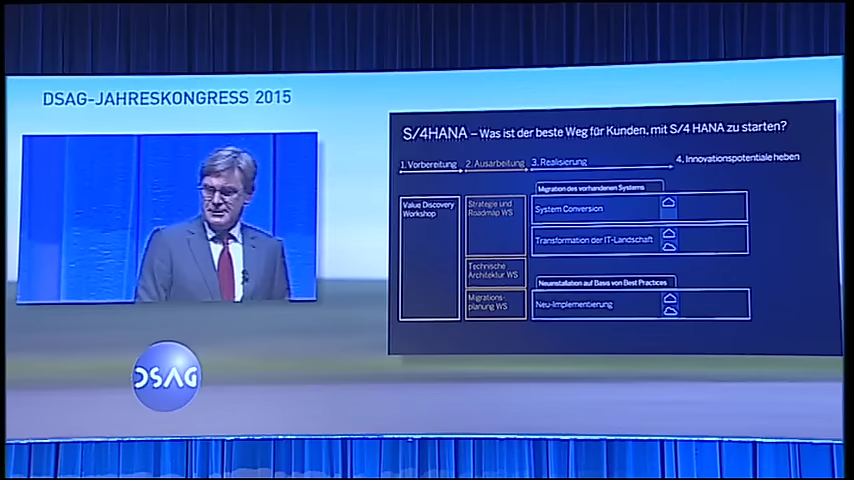 DSAG-JAHRESKONGRESS 2015
S/4HANA – Was ist der beste Weg für Kunden, mit S/4 HANA zu starten?
1. Vorbereitung
2. Ausarbeitung
3. Realisierung
4. Innovationspotentiale heben
Value Discovery
Workshop
Strategie und
Roadmap WS
Technische
Architektur WS
Migrations-
planung WS
Migration des vorhandenen Systems
System Conversion
Transformation der IT-Landschaft
Neuinstallation auf Basis von Best Practices
Neu-Implementierung
DSAG